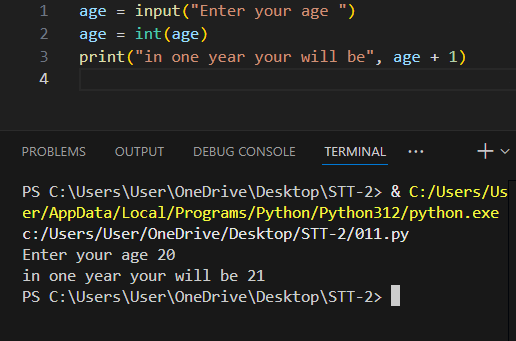 1 age = input("Enter your age ")
2 age = int(age)
3 print("in one year your will be", age + 1)
4
PROBLEMS OUTPUT DEBUG CONSOLE TERMINAL ··· +
PS C:\Users\User\OneDrive\Desktop\STT-2> & C:/Users/Us
er/AppData/Local/Programs/Python/Python312/python.exe
c:/Users/User/OneDrive/Desktop/STT-2/011.py
Enter your age 20
in one year your will be 21
PS C:\Users\User\OneDrive\Desktop\STT-2>